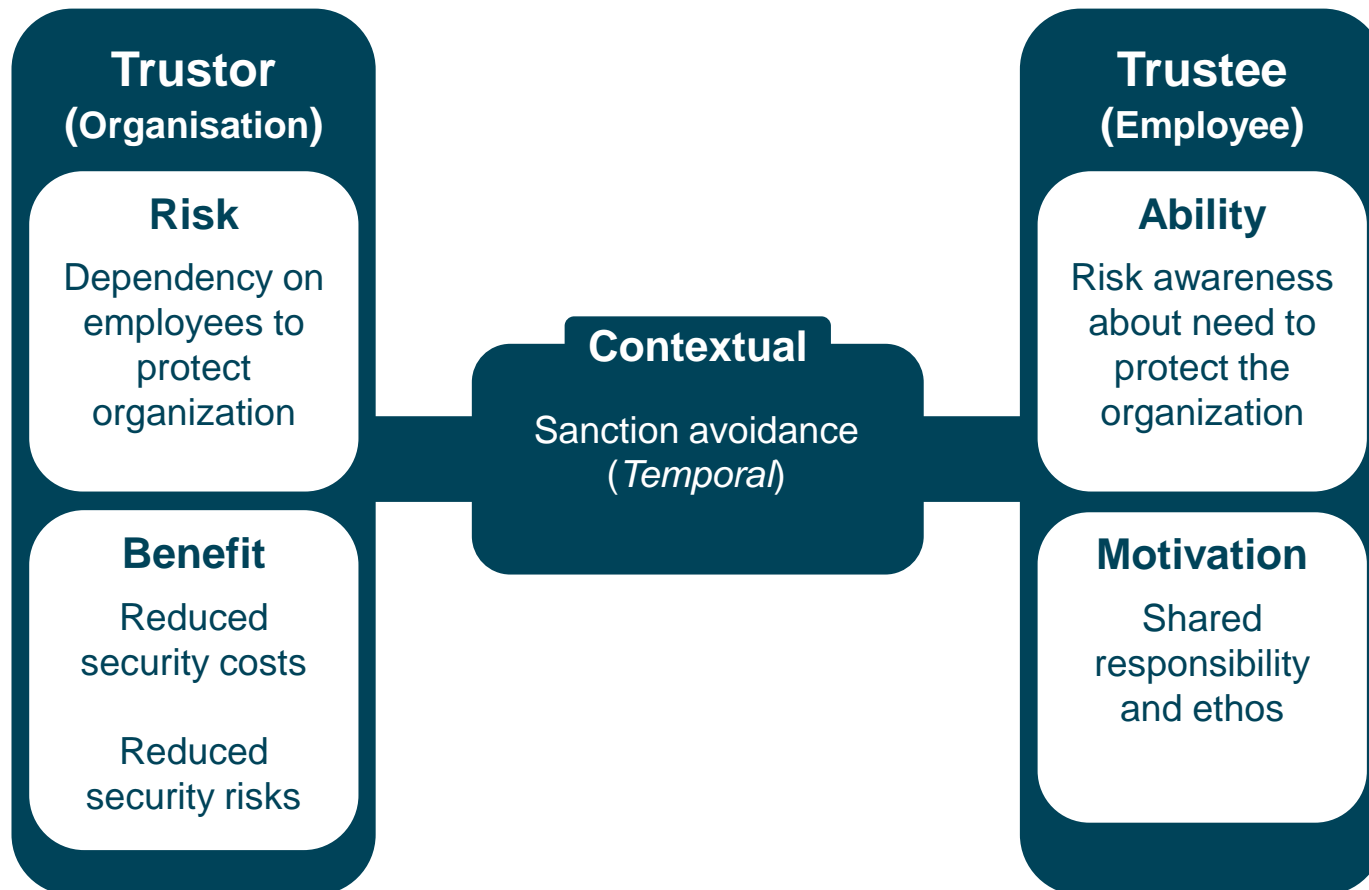 Trustor
(Organisation)
Risk
Dependency on
employees to
protect
organization
Benefit
Reduced
security costs
Reduced
security risks
Contextual
Sanction avoidance
(Temporal)
Trustee
(Employee)
Ability
Risk awareness
about need to
protect the
organization
Motivation
Shared
responsibility
and ethos